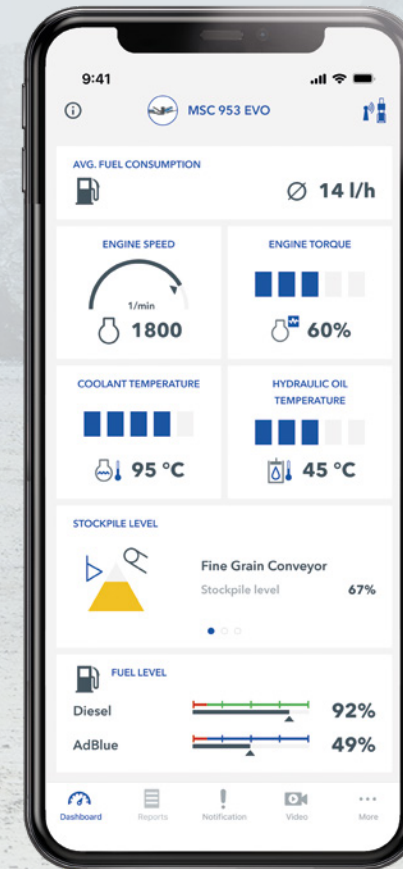 9:41
MSC 953 EVO
AVG. FUEL CONSUMPTION
Ø 14 l/h
ENGINE SPEED
1/min
1800
ENGINE TORQUE
60%
COOLANT TEMPERATURE
95 °C
HYDRAULIC OIL
TEMPERATURE
45 °C
STOCKPILE LEVEL
Fine Grain Conveyor
Stockpile level 67%
FUEL LEVEL
Diesel 92%
AdBlue 49%
Dashboard Reports Notification Video More